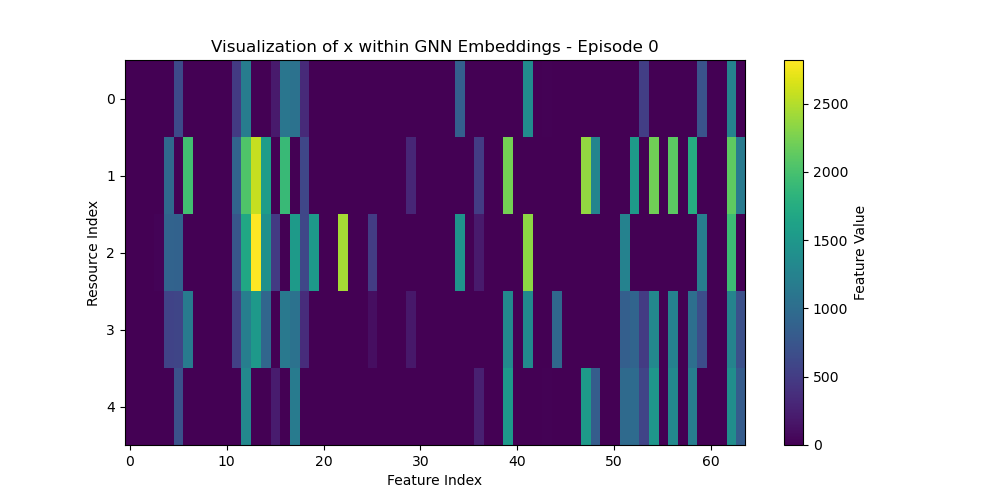 Visualization of x within GNN Embeddings - Episode 0
Resource Index
0
1
2
3
4
0 10 20 30 40 50 60
Feature Index
2500
2000
1500
1000
500
0
Feature Value